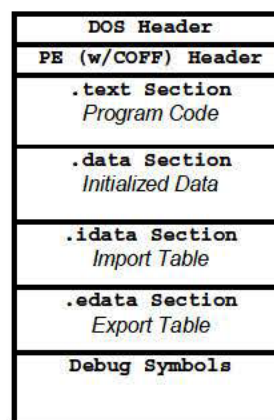 DOS Header
PE (w/COFF) Header
.text Section
Program Code
.data Section
Initialized Data
.idata Section
Import Table
.edata Section
Export Table
Debug Symbols